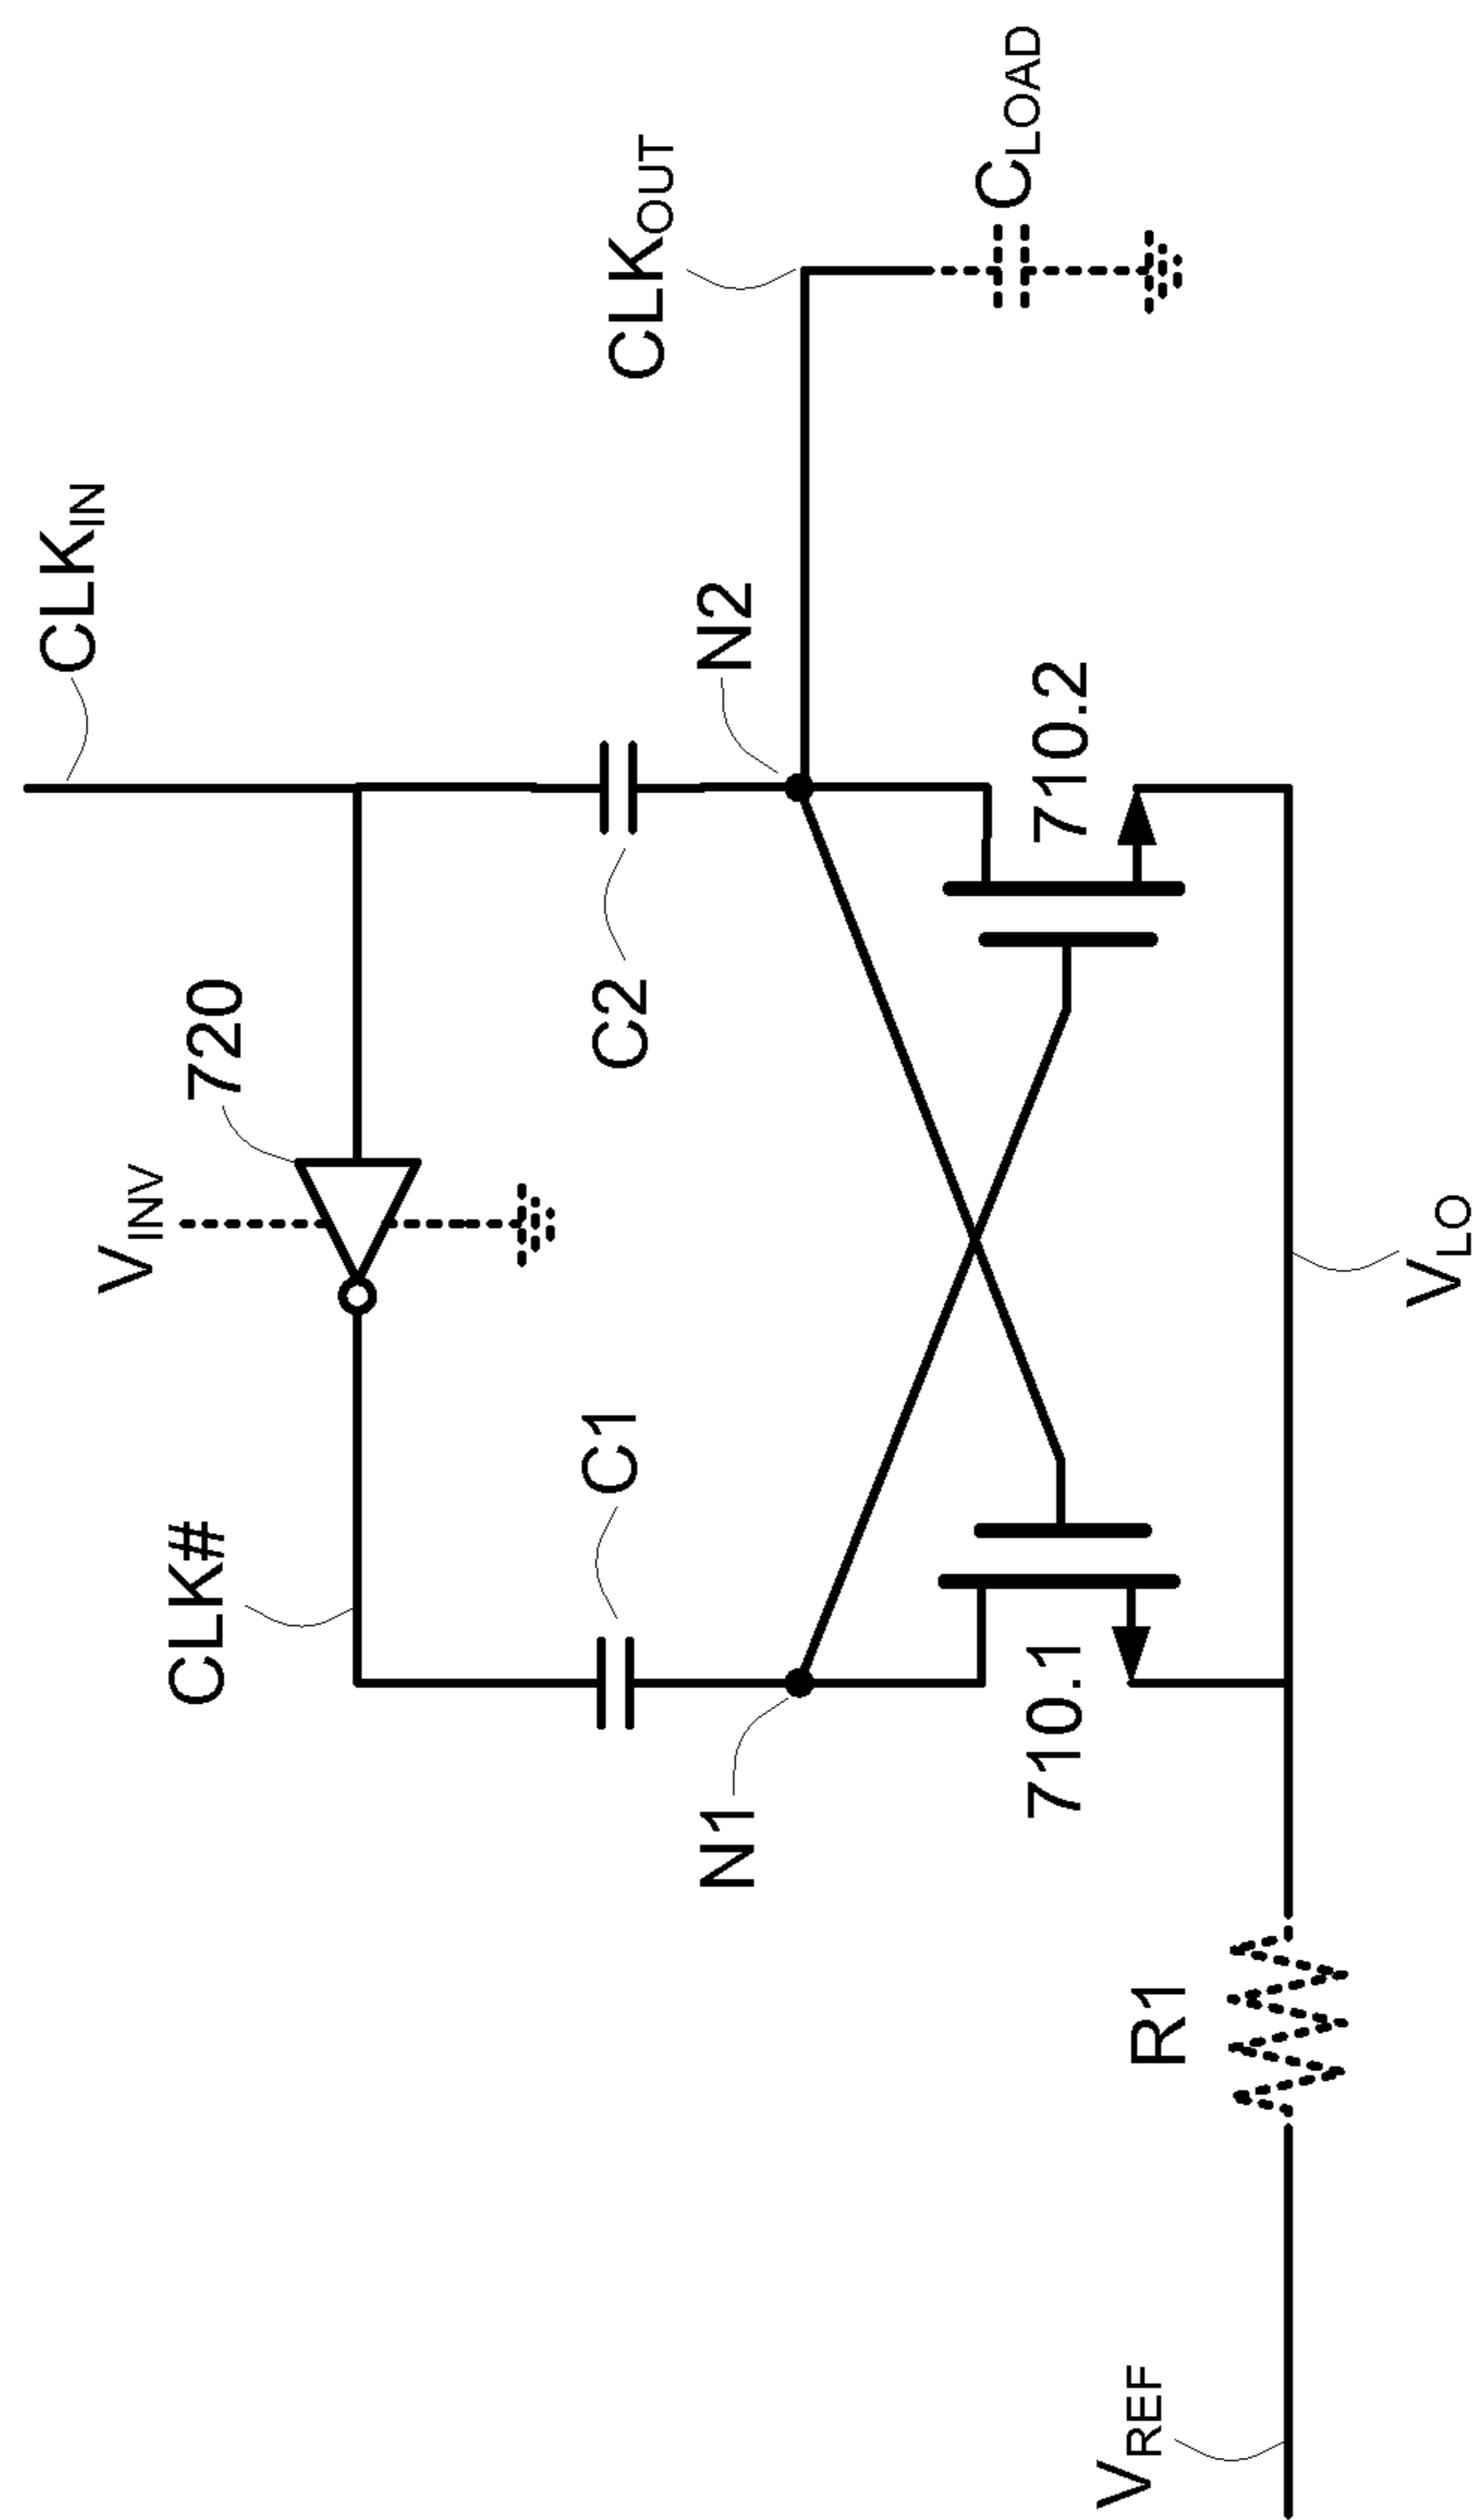 CLK#
V_INV
720
CLK_IN
C1
C2
N1
N2
CLK_OUT
710.1
710.2
C_LOAD
V_REF
R1
V_LO